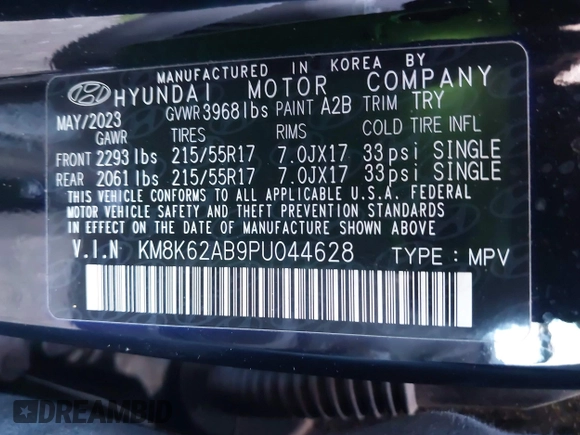 MANUFACTURED IN KOREA BY
HYUNDAI MOTOR COMPANY
MAY/2023 GVWR 3968lbs PAINT A2B TRIM TRY
GAWR TIRES RIMS COLD TIRE INFL
FRONT 2293 lbs 215/55R17 7.0JX17 33 psi SINGLE
REAR 2061 lbs 215/55R17 7.0JX17 33 psi SINGLE
THIS VEHICLE CONFORMS TO ALL APPLICABLE U.S.A. FEDERAL
MOTOR VEHICLE SAFETY AND THEFT PREVENTION STANDARDS
IN EFFECT ON THE DATE OF MANUFACTURE SHOWN ABOVE
V.I.N KM8K62AB9PU044628 TYPE : MPV
DREAMBID